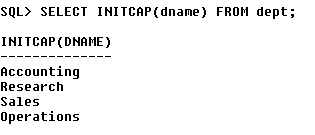 SQL> SELECT INITCAP(dname) FROM dept;
INITCAP(DNAME)
--------------
Accounting
Research
Sales
Operations